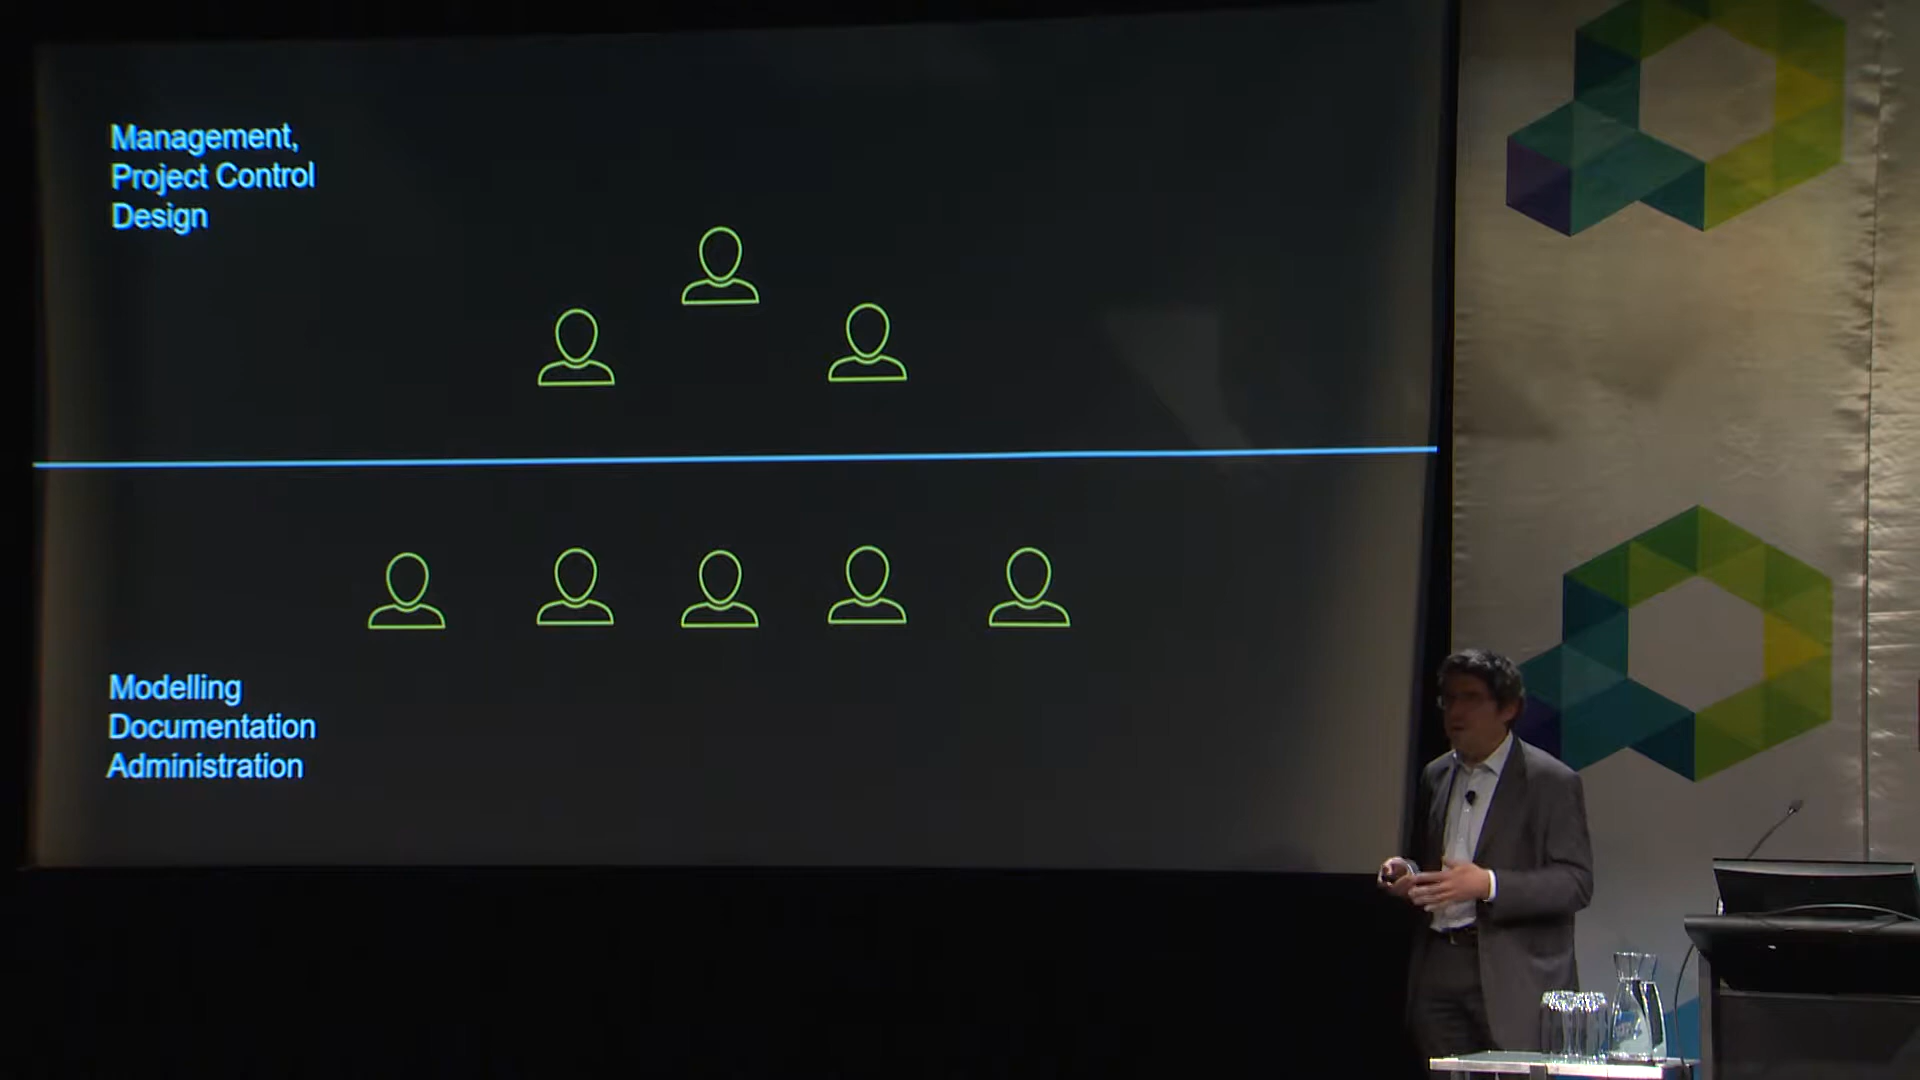 Management,
Project Control
Design
Modelling
Documentation
Administration